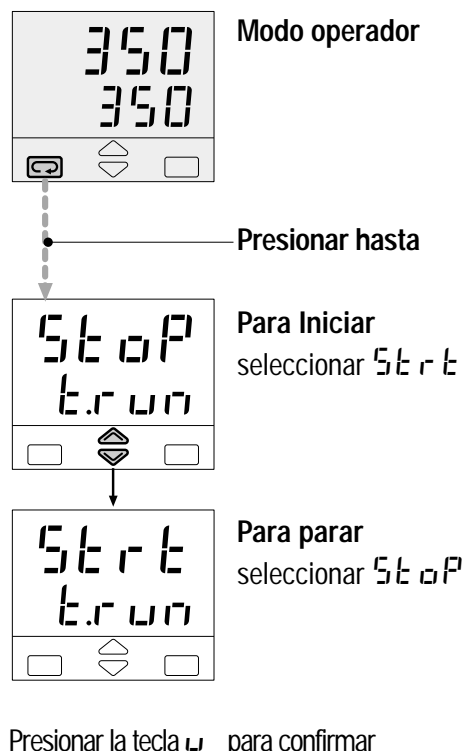 350
350
Modo operador
Presionar hasta
StoP
t.run
Para Iniciar
seleccionar Strt
Strt
t.run
Para parar
seleccionar StoP
Presionar la tecla u para confirmar